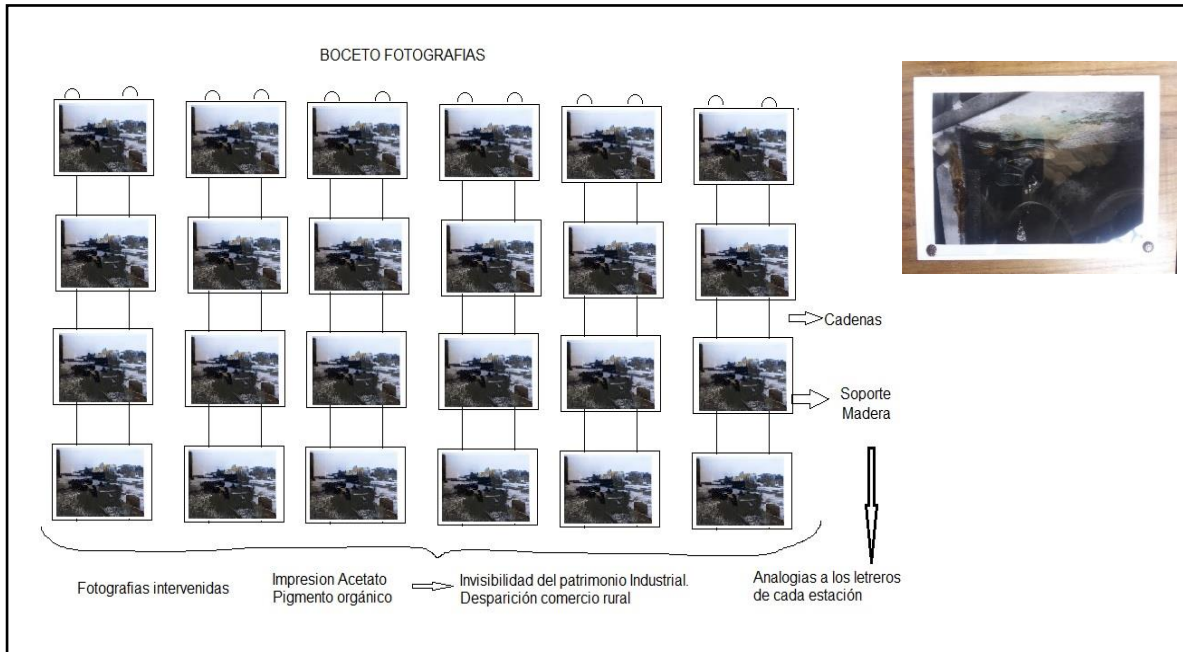 BOCETO FOTOGRAFIAS
Cadenas
Soporte
Madera
Fotografias intervenidas
Impresion Acetato
Pigmento orgánico
Invisibilidad del patrimonio Industrial.
Desparición comercio rural
Analogias a los letreros
de cada estación